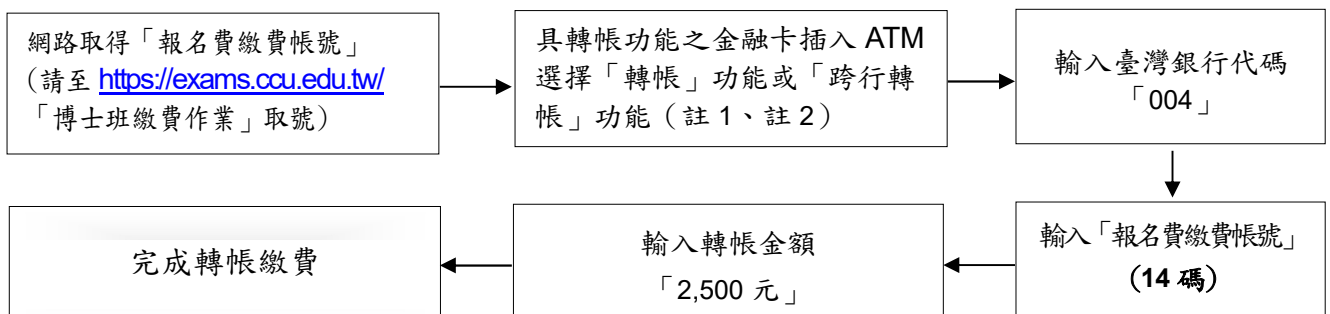 網路取得「報名費繳費帳號」
(請至 https://exams.ccu.edu.tw/
「博士班繳費作業」取號)
具轉帳功能之金融卡插入 ATM
選擇「轉帳」功能或「跨行轉
帳」功能(註 1、註 2)
輸入臺灣銀行代碼
「004」
輸入「報名費繳費帳號」
(14 碼)
輸入轉帳金額
「2,500 元」
完成轉帳繳費